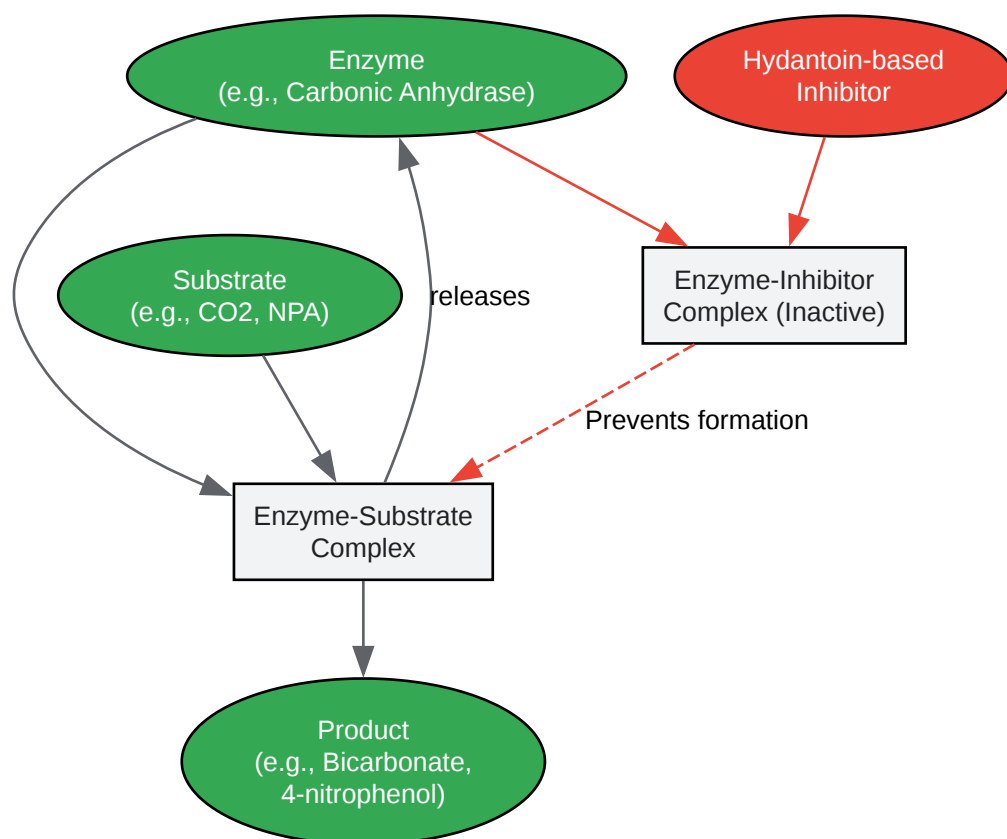 Enzyme
(e.g., Carbonic Anhydrase)
Hydantoin-based
Inhibitor
Substrate
(e.g., CO2, NPA)
releases
Enzyme-Inhibitor
Complex (Inactive)
Prevents formation
Enzyme-Substrate
Complex
Product
(e.g., Bicarbonate,
4-nitrophenol)